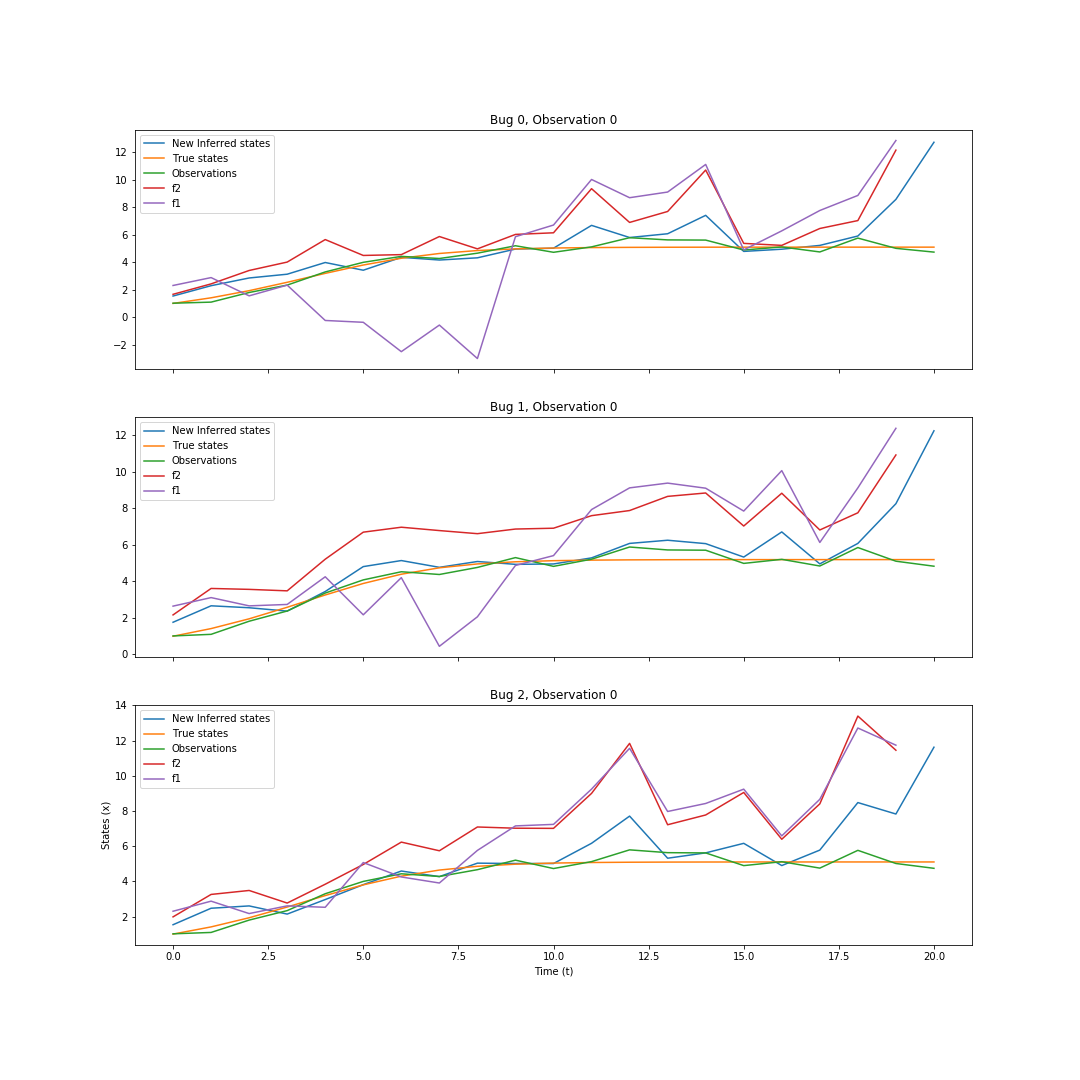 Bug 0, Observation 0
12
10
8
6
4
2
0
−2
New Inferred states
True states
Observations
f2
f1
Bug 1, Observation 0
12
10
8
6
4
2
0
New Inferred states
True states
Observations
f2
f1
Bug 2, Observation 0
14
12
10
8
6
4
2
States (x)
New Inferred states
True states
Observations
f2
f1
0.0 2.5 5.0 7.5 10.0 12.5 15.0 17.5 20.0
Time (t)